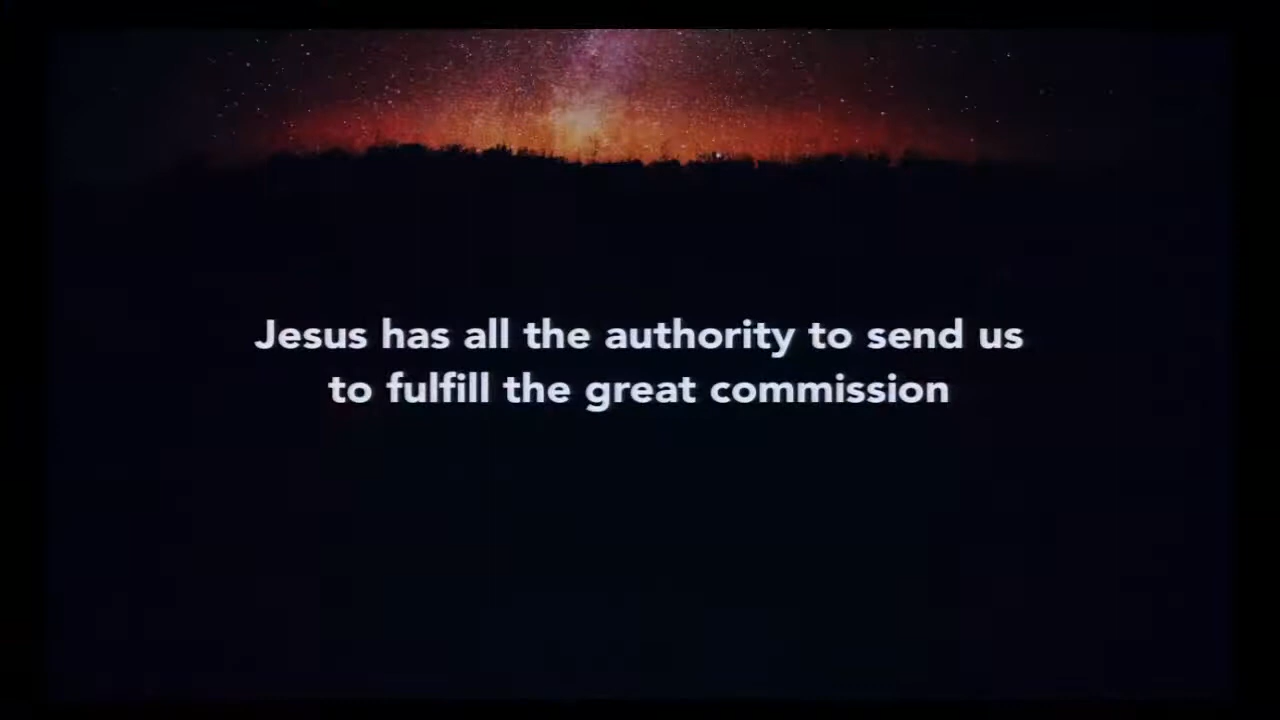 Jesus has all the authority to send us
to fulfill the great commission